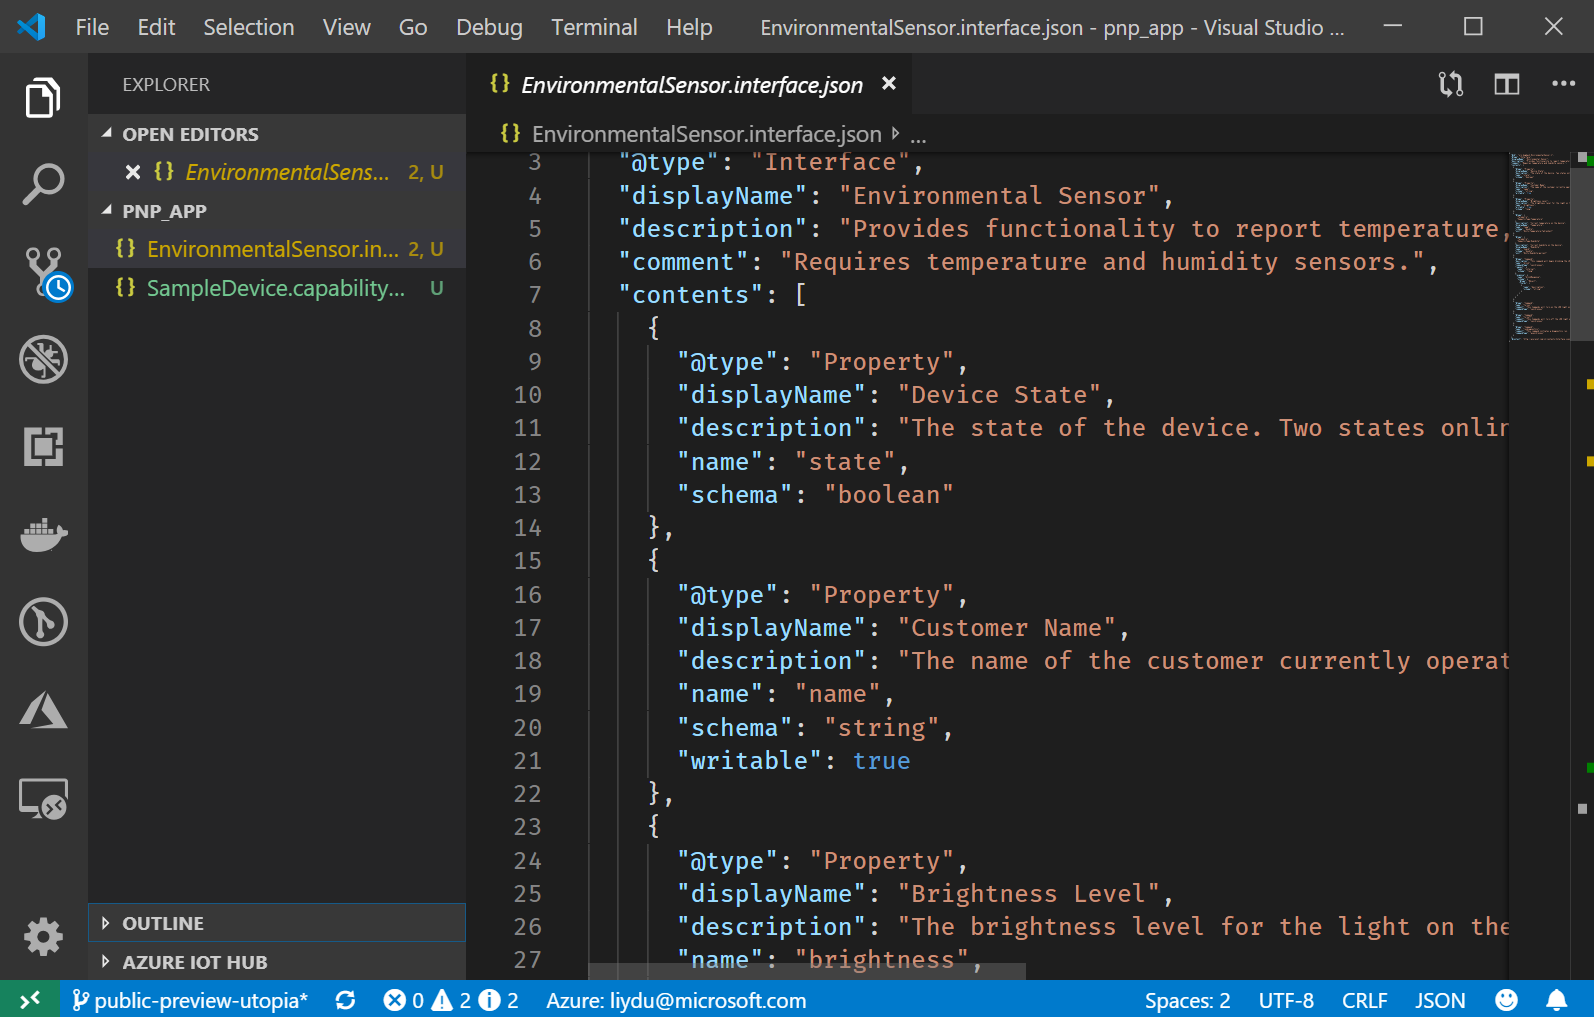 File Edit Selection View Go Debug Terminal Help EnvironmentalSensor.interface.json - pnp_app - Visual Studio ...
EXPLORER
OPEN EDITORS
{} EnvironmentalSens... 2, U
PNP_APP
{} EnvironmentalSensor.in... 2, U
{} SampleDevice.capability... U
OUTLINE
AZURE IOT HUB
{} EnvironmentalSensor.interface.json
{} EnvironmentalSensor.interface.json ...
3 "@type": "Interface",
4 "displayName": "Environmental Sensor",
5 "description": "Provides functionality to report temperature,
6 "comment": "Requires temperature and humidity sensors.",
7 "contents": [
8 {
9 "@type": "Property",
10 "displayName": "Device State",
11 "description": "The state of the device. Two states onlin
12 "name": "state",
13 "schema": "boolean"
14 },
15 {
16 "@type": "Property",
17 "displayName": "Customer Name",
18 "description": "The name of the customer currently operat
19 "name": "name",
20 "schema": "string",
21 "writable": true
22 },
23 {
24 "@type": "Property",
25 "displayName": "Brightness Level",
26 "description": "The brightness level for the light on the
27 "name": "brightness",
public-preview-utopia* 0 2 2 Azure: liydu@microsoft.com Spaces: 2 UTF-8 CRLF JSON